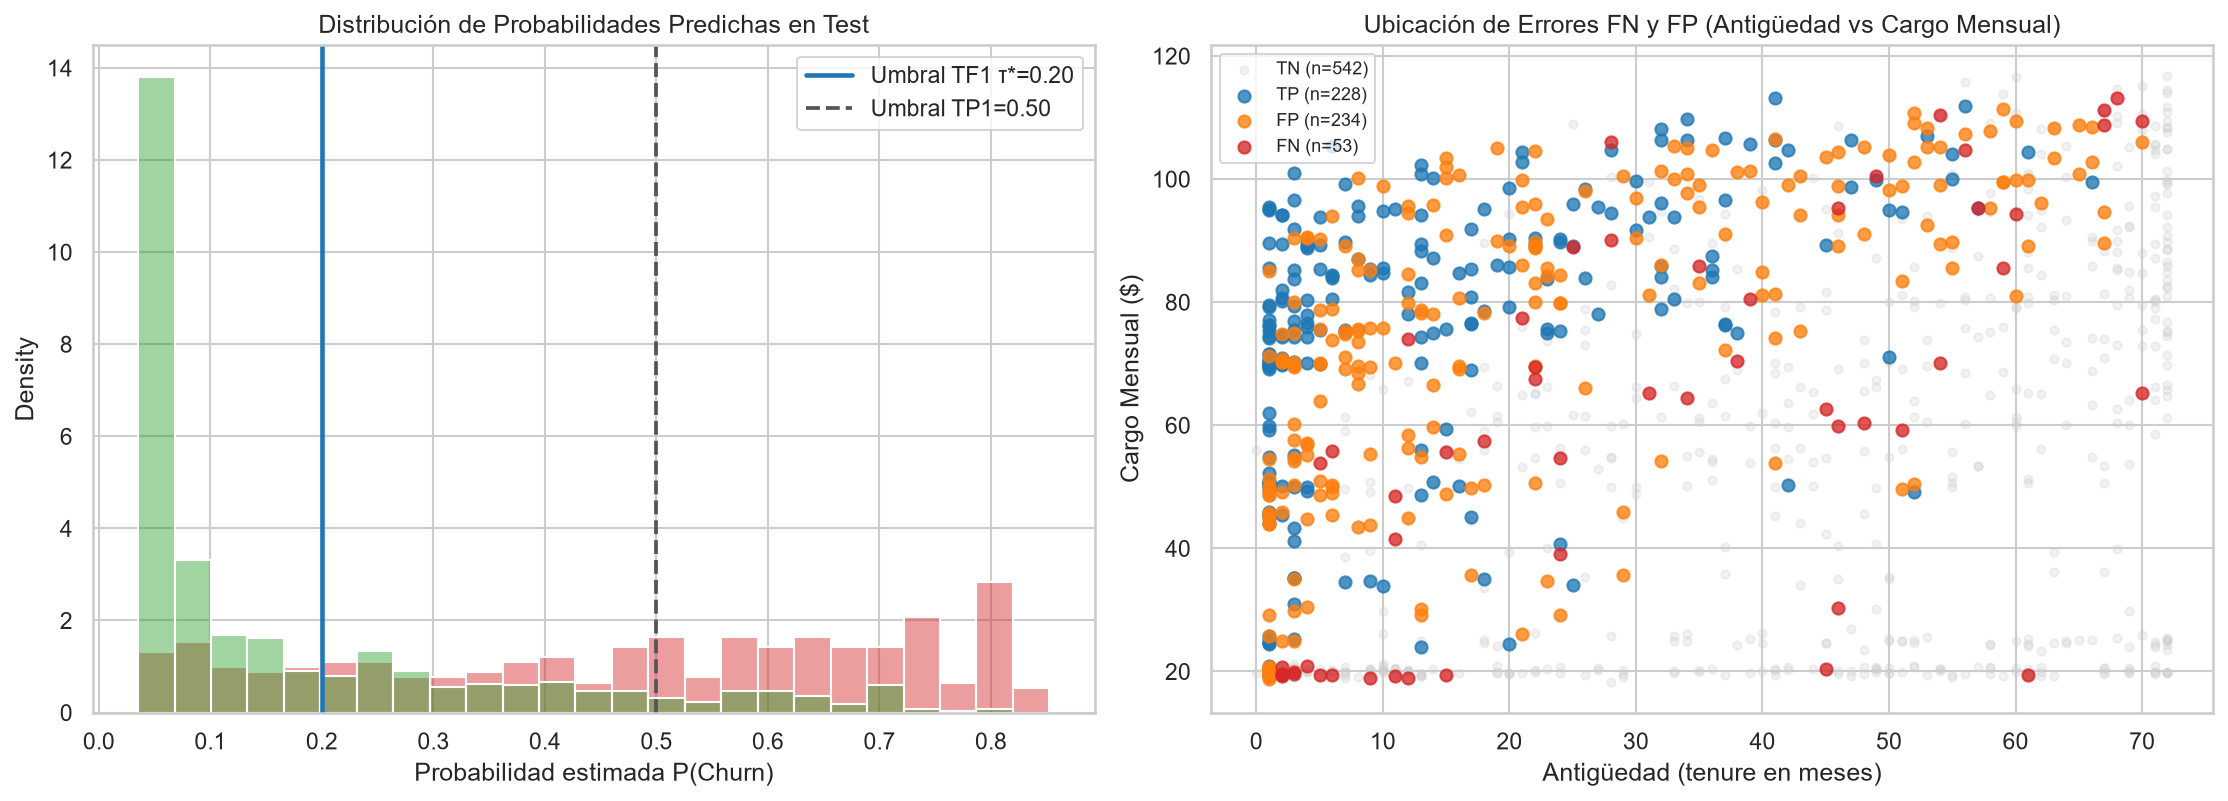 Distribución de Probabilidades Predichas en Test
Umbral TF1 τ*=0.20
Umbral TP1=0.50
Density
14
12
10
8
6
4
2
0
0.0 0.1 0.2 0.3 0.4 0.5 0.6 0.7 0.8
Probabilidad estimada P(Churn)
Ubicación de Errores FN y FP (Antigüedad vs Cargo Mensual)
TN (n=542)
TP (n=228)
FP (n=234)
FN (n=53)
Cargo Mensual ($)
120
100
80
60
40
20
0 10 20 30 40 50 60 70
Antigüedad (tenure en meses)